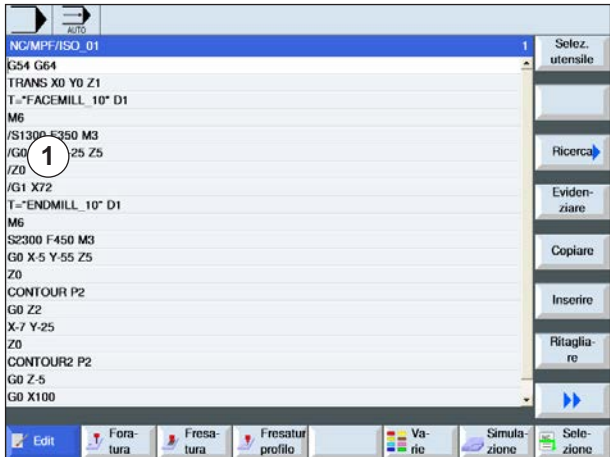 AUTO
NC/MPF/ISO_01 1
G54 G64
TRANS X0 Y0 Z1
T="FACEMILL_10" D1
M6
/S1300 F350 M3
/G0 -25 Z5
/Z0
1
/G1 X72
T="ENDMILL_10" D1
M6
S2300 F450 M3
G0 X-5 Y-55 Z5
Z0
CONTOUR P2
G0 Z2
X-7 Y-25
Z0
CONTOUR2 P2
G0 Z-5
G0 X100
Selez.
utensile
Ricerca
Eviden-
ziare
Copiare
Inserire
Ritaglia-
re
Edit
Fora-
tura
Fresa-
tura
Fresatur
profilo
Va-
rie
Simula-
zione
Sele-
zione